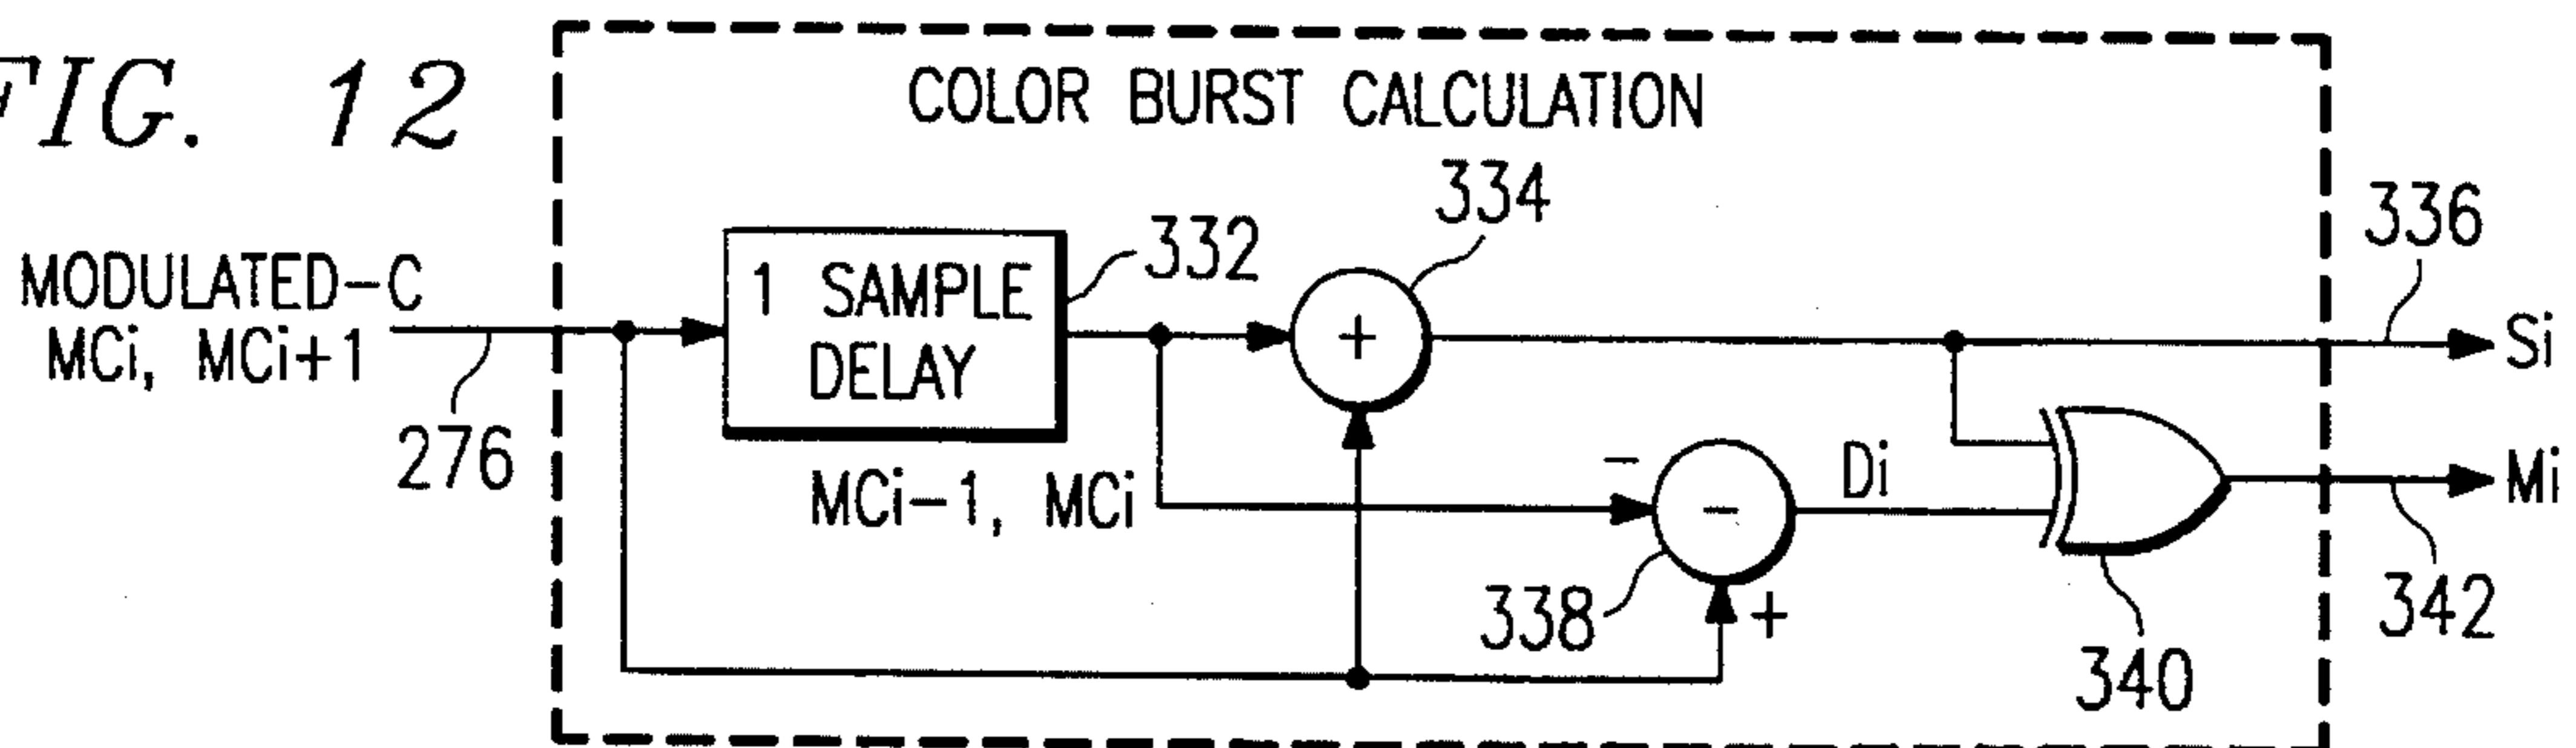 FIG. 12
COLOR BURST CALCULATION
334
336
332
MODULATED-C
MCi, MCi+1
276
1 SAMPLE
DELAY
MCi-1, MCi
+
Si
-
-
Di
Mi
+
338
340
342